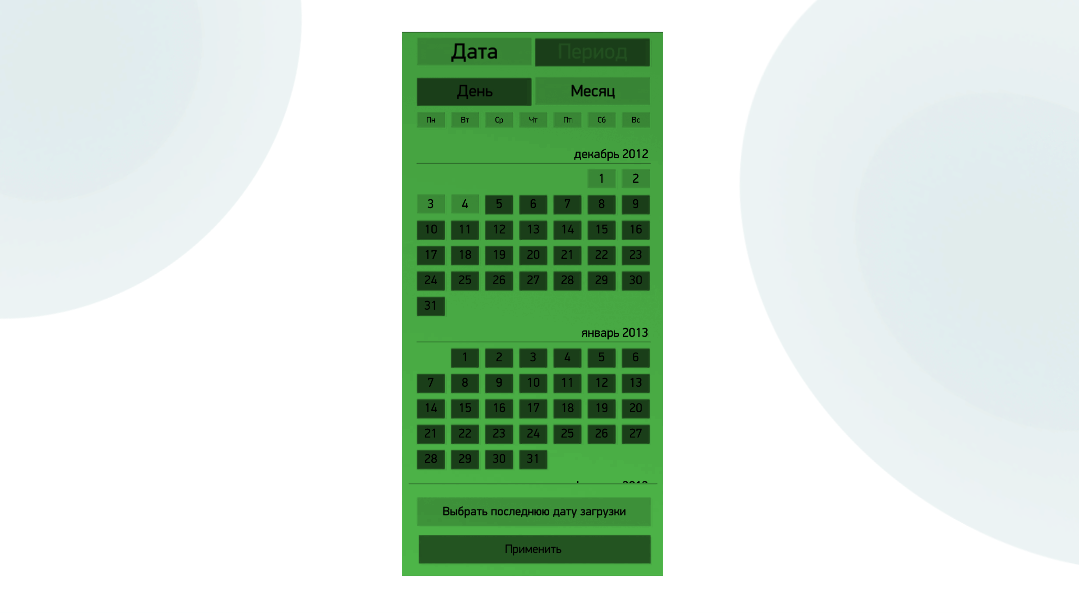 Дата Период
День Месяц
Пн Вт Ср Чт Пт Сб Вс
декабрь 2012
1 2
3 4 5 6 7 8 9
10 11 12 13 14 15 16
17 18 19 20 21 22 23
24 25 26 27 28 29 30
31
январь 2013
1 2 3 4 5 6
7 8 9 10 11 12 13
14 15 16 17 18 19 20
21 22 23 24 25 26 27
28 29 30 31
Выбрать последнюю дату загрузки
Применить